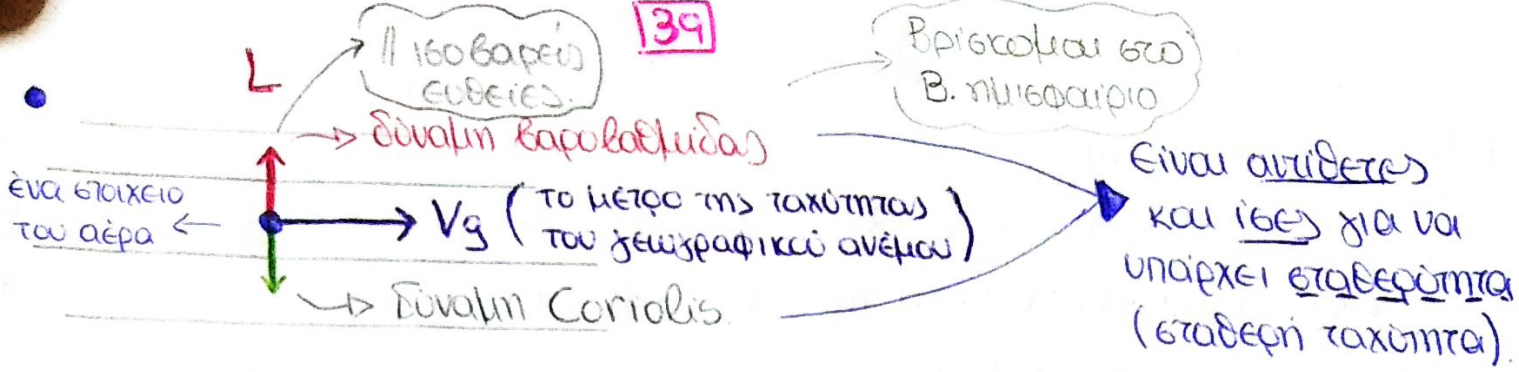 39
L
// ισοβαρείς
ευθείες.
Βρίσκομαι στο
Β. ημισφαίριο
→ δύναμη βαροβαθμίδας
ένα στοιχείο
του αέρα ←
Vg (το μέτρο της ταχύτητας
του γεωγραφικού ανέμου)
→ δύναμη Coriolis.
Είναι αντίθετες
και ίσες για να
υπάρχει σταθερότητα
(σταθερή ταχύτητα).